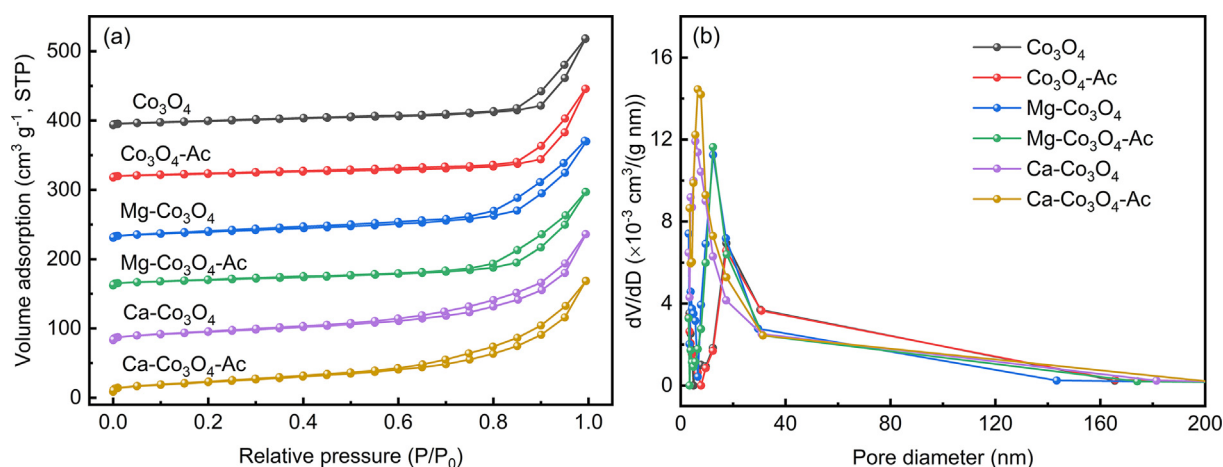 (a)
Volume adsorption (cm³ g⁻¹, STP)
500
400
300
200
100
0
Co₃O₄
Co₃O₄-Ac
Mg-Co₃O₄
Mg-Co₃O₄-Ac
Ca-Co₃O₄
Ca-Co₃O₄-Ac
0.0 0.2 0.4 0.6 0.8 1.0
Relative pressure (P/P₀)
(b)
dV/dD (×10⁻³ cm³/(g nm))
16
12
8
4
0
Co₃O₄
Co₃O₄-Ac
Mg-Co₃O₄
Mg-Co₃O₄-Ac
Ca-Co₃O₄
Ca-Co₃O₄-Ac
0 40 80 120 160 200
Pore diameter (nm)